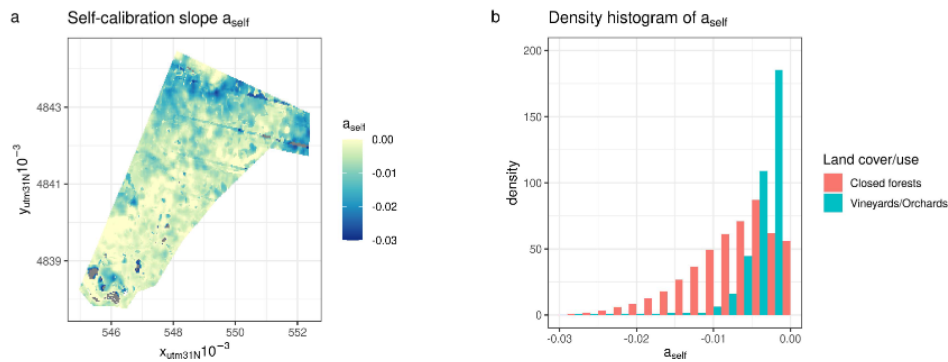 a
Self-calibration slope a_self
4843
4841
4839
y_utm31N 10^-3
546
548
550
552
x_utm31N 10^-3
a_self
0.00
-0.01
-0.02
-0.03
b
Density histogram of a_self
200
150
100
50
0
density
-0.03
-0.02
-0.01
0.00
a_self
Land cover/use
Closed forests
Vineyards/Orchards